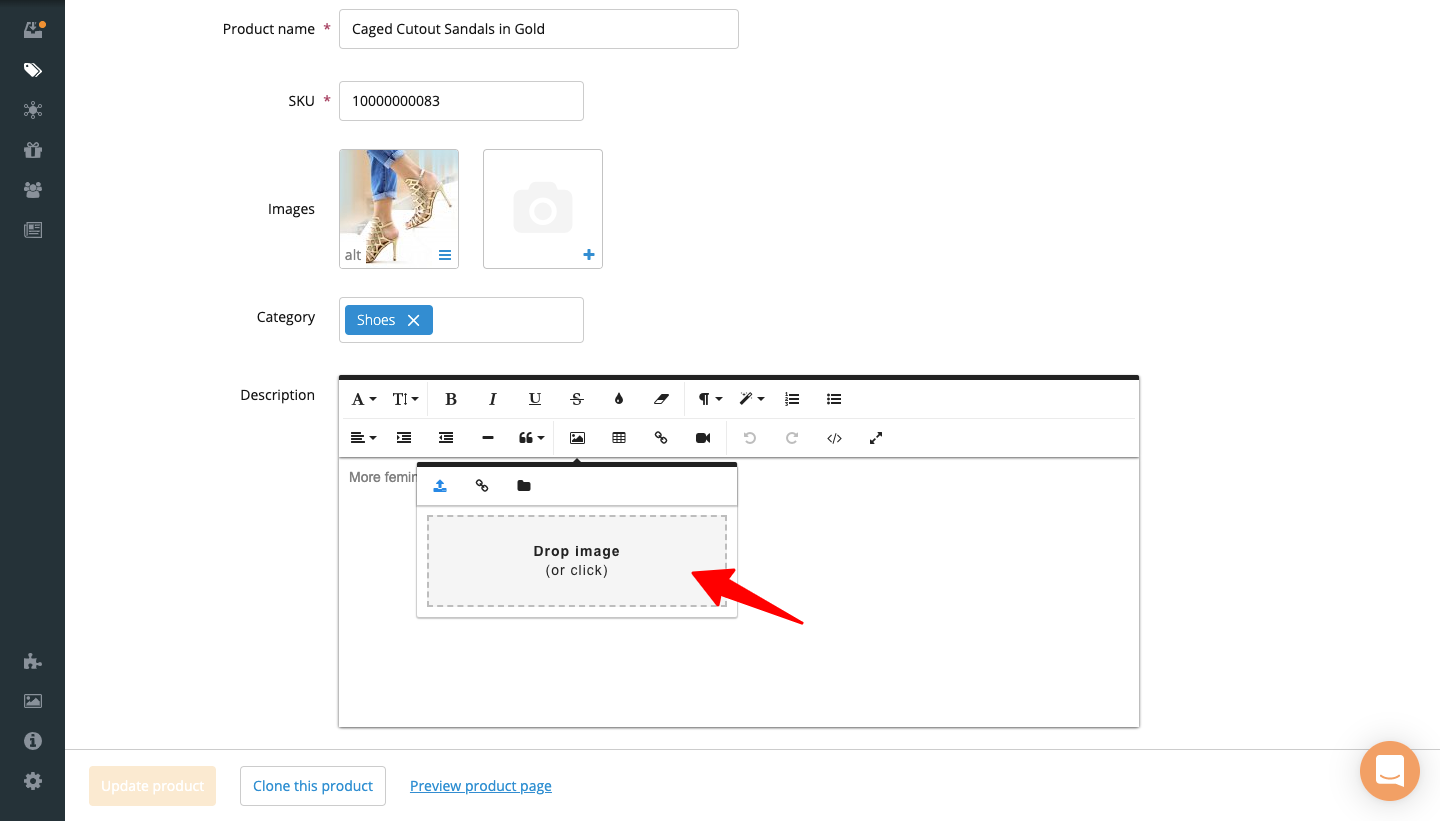 Product name *
Caged Cutout Sandals in Gold
SKU *
10000000083
Images
alt
Category
Shoes
Description
More femin
Drop image
(or click)
Update product
Clone this product
Preview product page